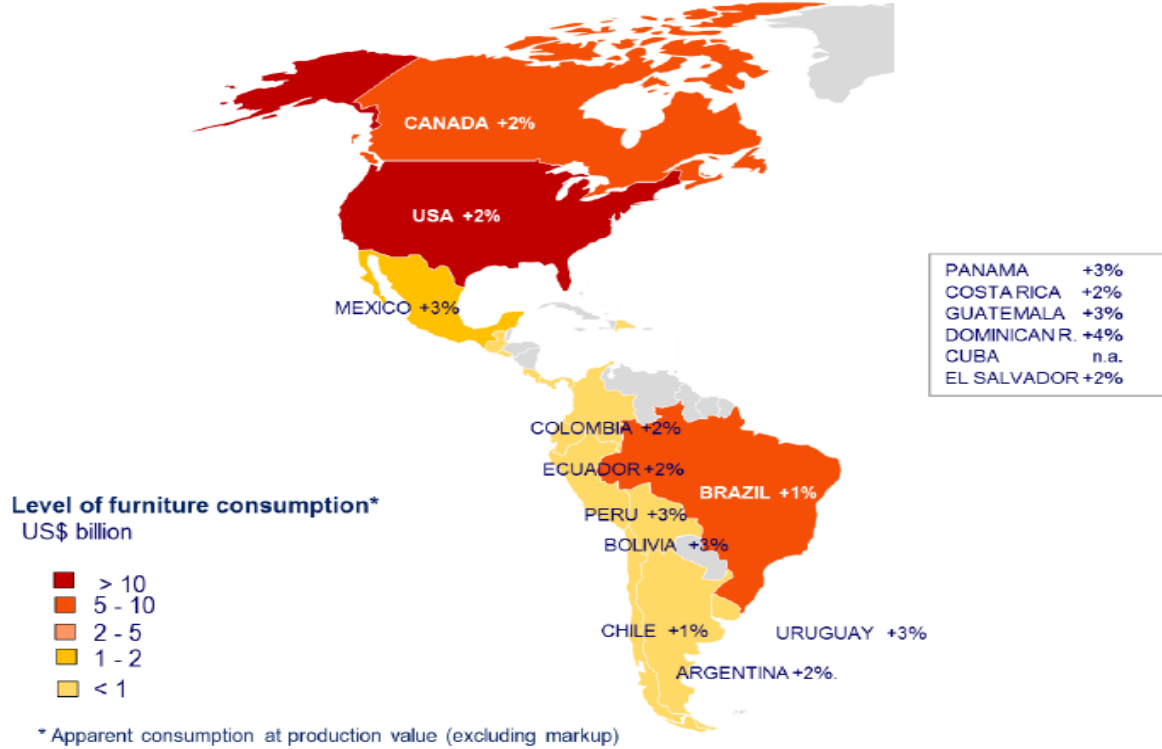 CANADA +2%
USA +2%
MEXICO +3%
PANAMA +3%
COSTA RICA +2%
GUATEMALA +3%
DOMINICAN R. +4%
CUBA n.a.
EL SALVADOR +2%
COLOMBIA +2%
ECUADOR +2%
BRAZIL +1%
PERU +3%
BOLIVIA +3%
CHILE +1%
URUGUAY +3%
ARGENTINA +2%.
Level of furniture consumption*
US$ billion
> 10
5 - 10
2 - 5
1 - 2
< 1
* Apparent consumption at production value (excluding markup)